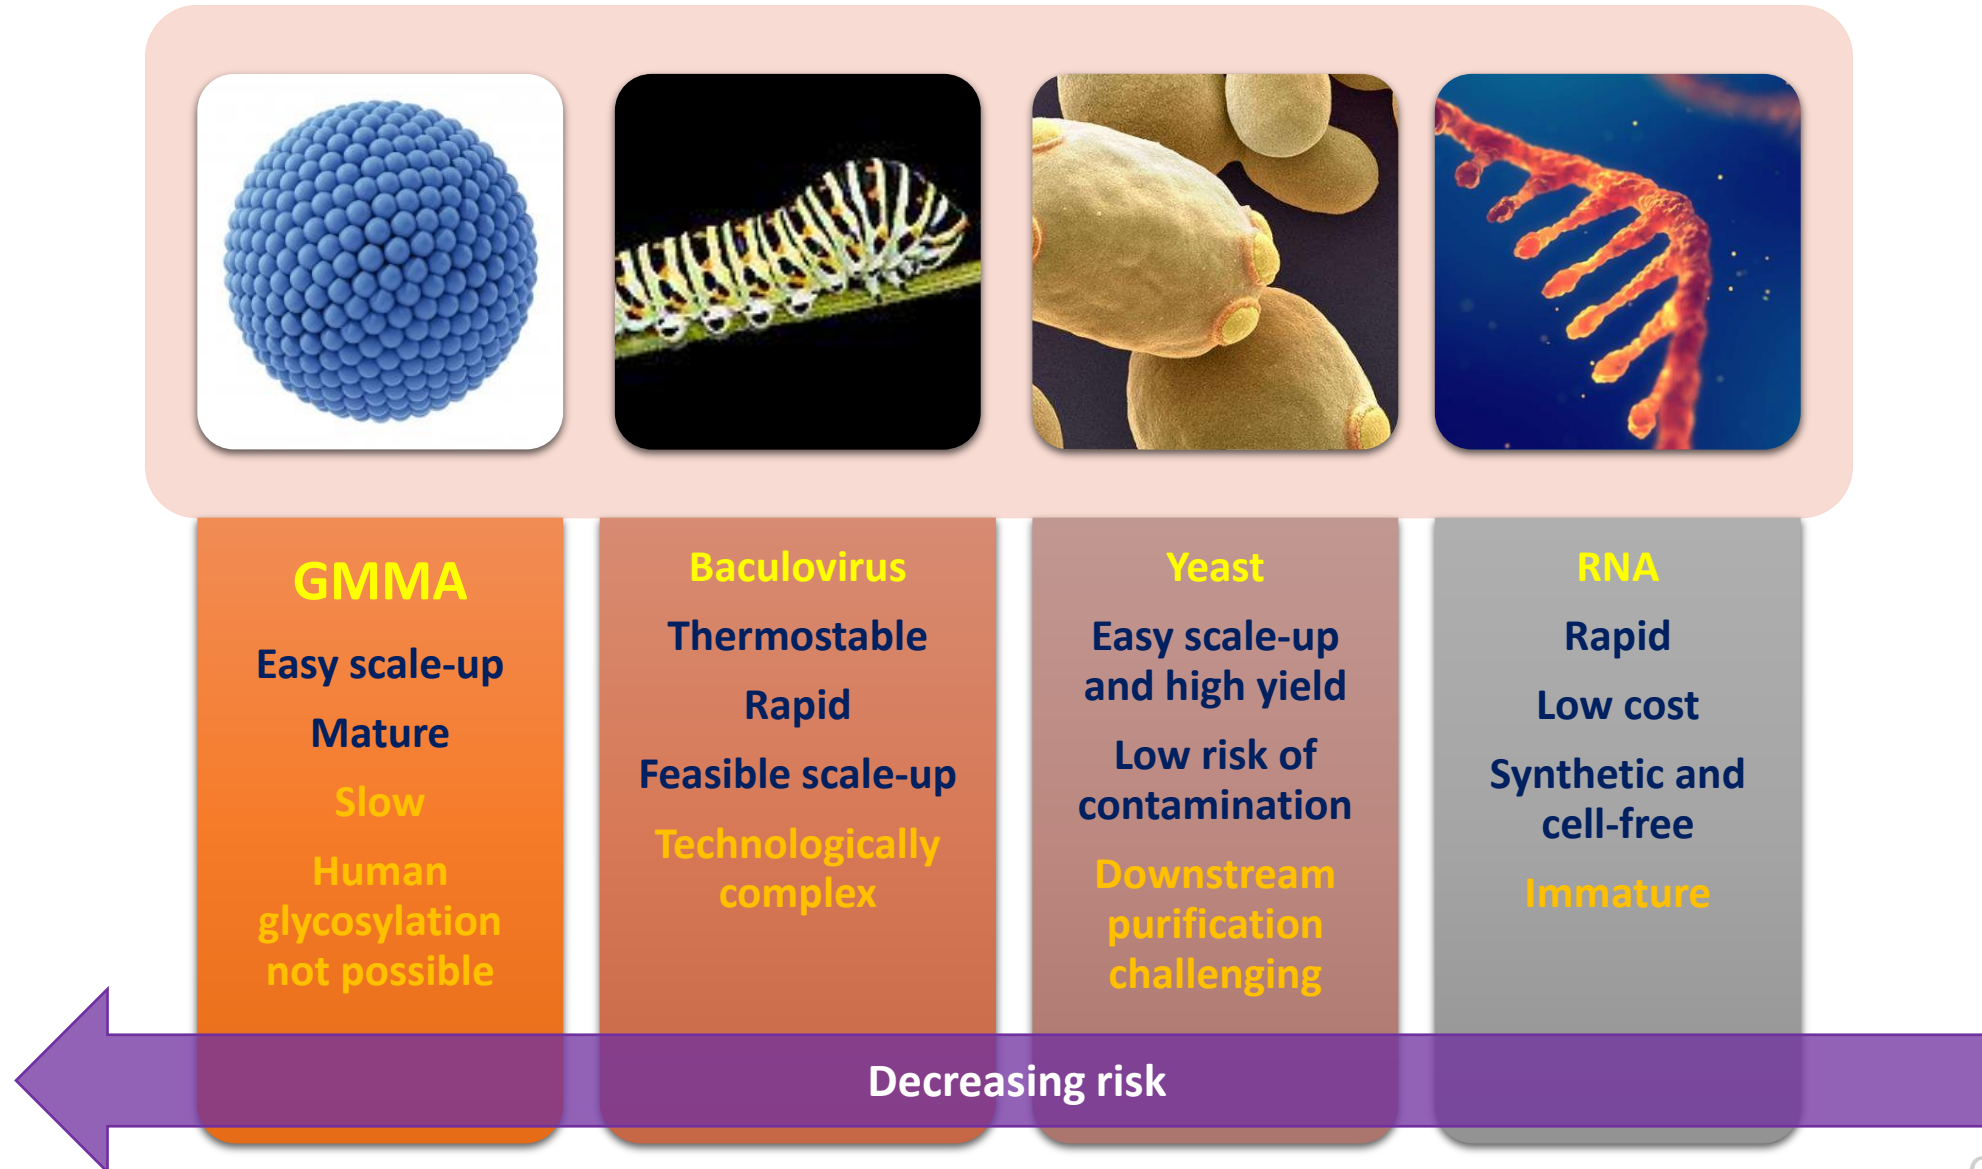 GMMA
Easy scale-up
Mature
Slow
Human
glycosylation
not possible
Baculovirus
Thermostable
Rapid
Feasible scale-up
Technologically
complex
Yeast
Easy scale-up
and high yield
Low risk of
contamination
Downstream
purification
challenging
RNA
Rapid
Low cost
Synthetic and
cell-free
Immature
Decreasing risk